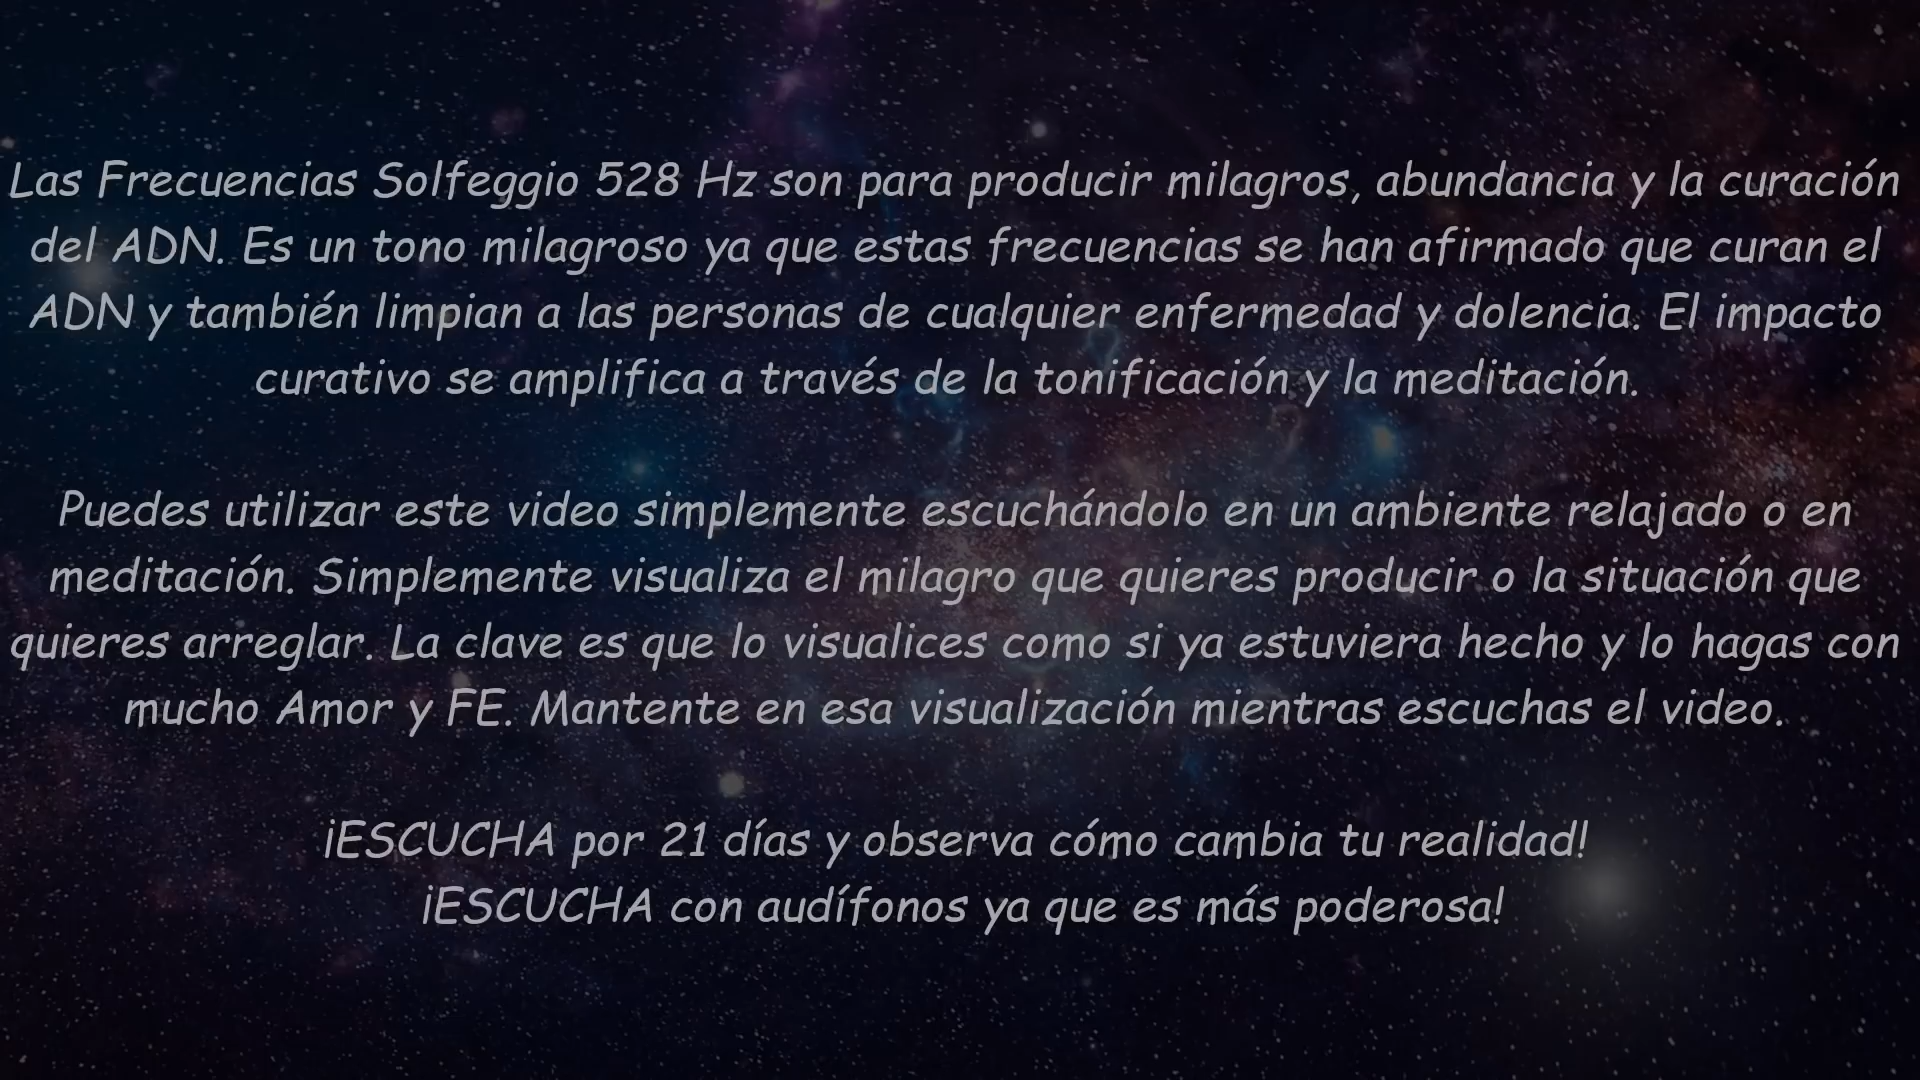 Las Frecuencias Solfeggio 528 Hz son para producir milagros, abundancia y la curación
del ADN. Es un tono milagroso ya que estas frecuencias se han afirmado que curan el
ADN y también limpian a las personas de cualquier enfermedad y dolencia. El impacto
curativo se amplifica a través de la tonificación y la meditación.
Puedes utilizar este video simplemente escuchándolo en un ambiente relajado o en
meditación. Simplemente visualiza el milagro que quieres producir o la situación que
quieres arreglar. La clave es que lo visualices como si ya estuviera hecho y lo hagas con
mucho Amor y FE. Mantente en esa visualización mientras escuchas el video.
¡ESCUCHA por 21 días y observa cómo cambia tu realidad!
¡ESCUCHA con audífonos ya que es más poderosa!